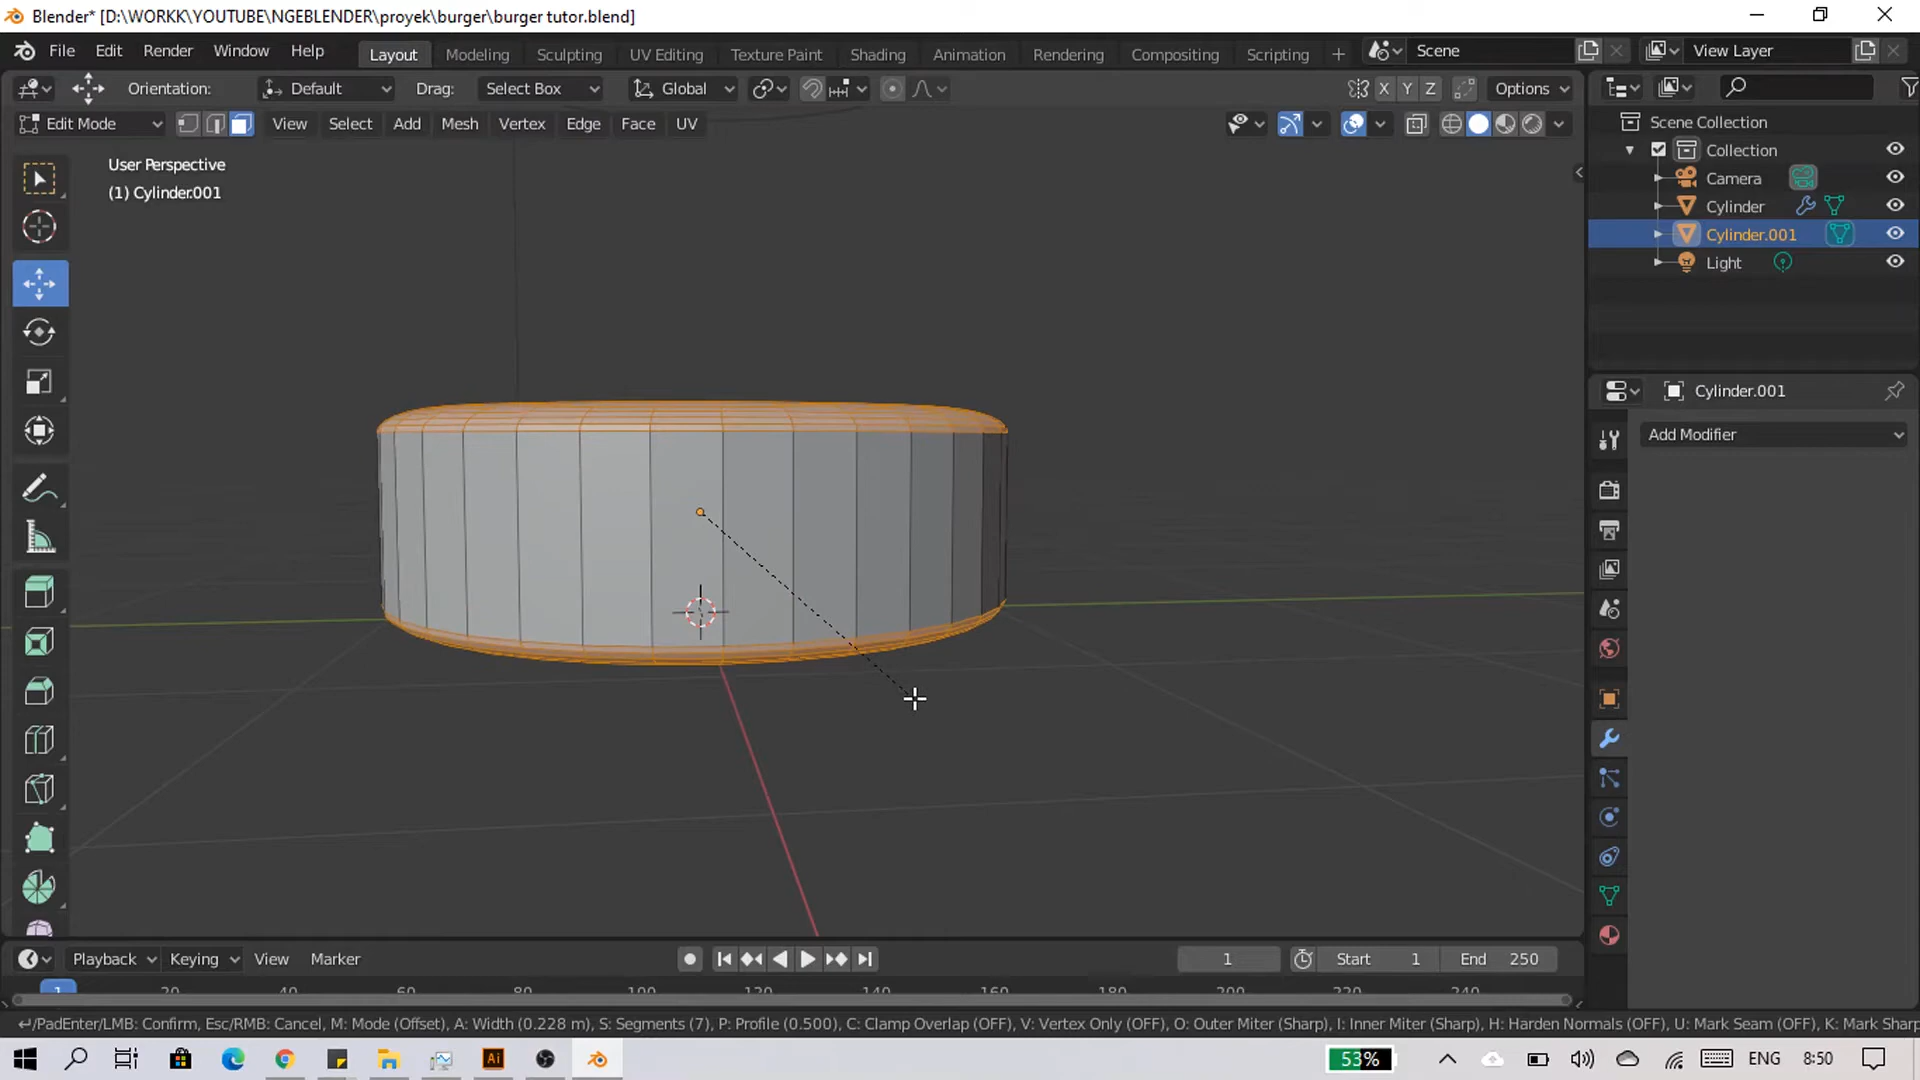 Blender* [D:\WORKK\YOUTUBE\NGEBLENDER\proyek\burger\burger tutor.blend]
File Edit Render Window Help Layout Modeling Sculpting UV Editing Texture Paint Shading Animation Rendering Compositing Scripting + Scene View Layer
Orientation: Default Drag: Select Box Global X Y Z Options
Edit Mode View Select Add Mesh Vertex Edge Face UV
Scene Collection
Collection
Camera
Cylinder
Cylinder.001
Light
User Perspective
(1) Cylinder.001
Cylinder.001
Add Modifier
Playback Keying View Marker 1 Start 1 End 250
1 20 40 60 80 100 120 140 160 180 200 220 240
/PadEnter/LMB: Confirm, Esc/RMB: Cancel, M: Mode (Offset), A: Width (0.228 m), S: Segments (7), P: Profile (0.500), C: Clamp Overlap (OFF), V: Vertex Only (OFF), O: Outer Miter (Sharp), I: Inner Miter (Sharp), H: Harden Normals (OFF), U: Mark Seam (OFF), K: Mark Sharp
Ai 53% ENG 8:50